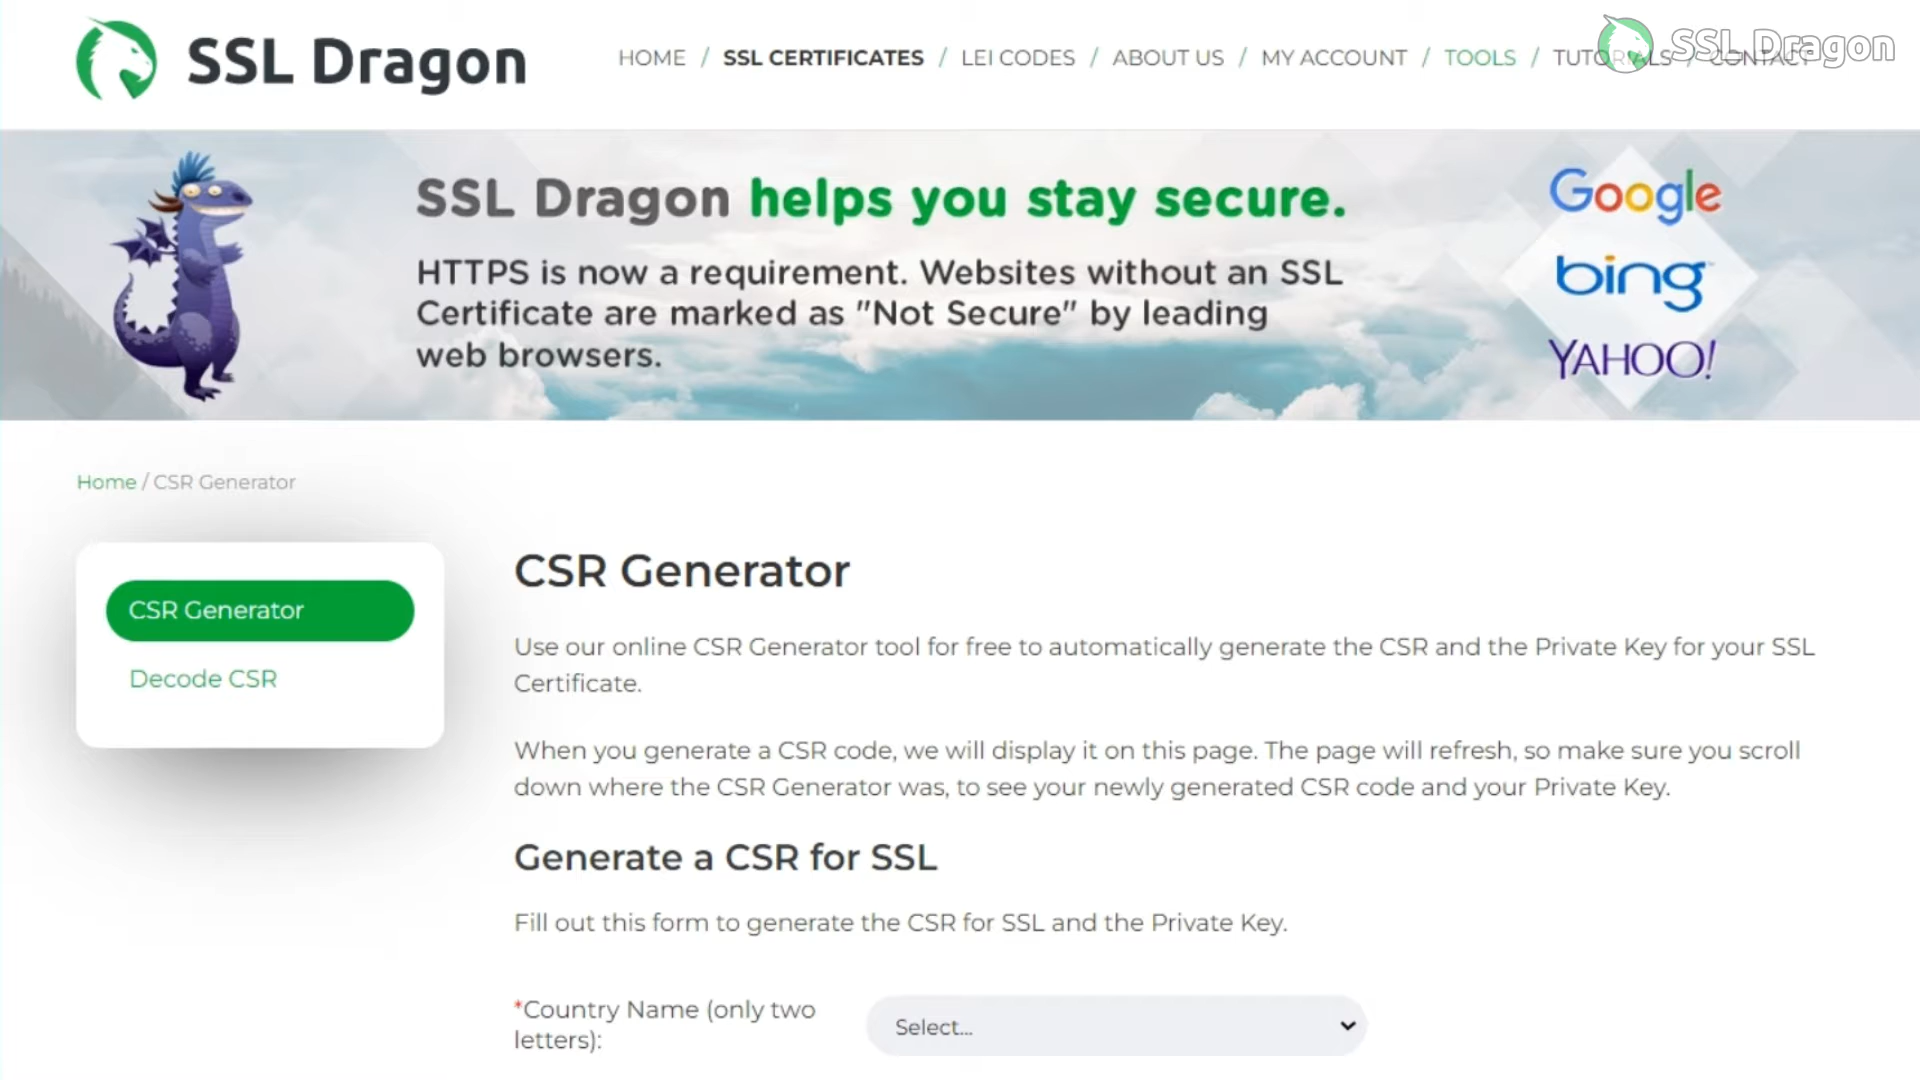 SSL Dragon
HOME / SSL CERTIFICATES / LEI CODES / ABOUT US / MY ACCOUNT / TOOLS / TUTORIALS / CONTACT
SSL Dragon
SSL Dragon helps you stay secure.
HTTPS is now a requirement. Websites without an SSL
Certificate are marked as "Not Secure" by leading
web browsers.
Google
bing
YAHOO!
Home / CSR Generator
CSR Generator
Decode CSR
CSR Generator
Use our online CSR Generator tool for free to automatically generate the CSR and the Private Key for your SSL
Certificate.
When you generate a CSR code, we will display it on this page. The page will refresh, so make sure you scroll
down where the CSR Generator was, to see your newly generated CSR code and your Private Key.
Generate a CSR for SSL
Fill out this form to generate the CSR for SSL and the Private Key.
*Country Name (only two
letters):
Select...